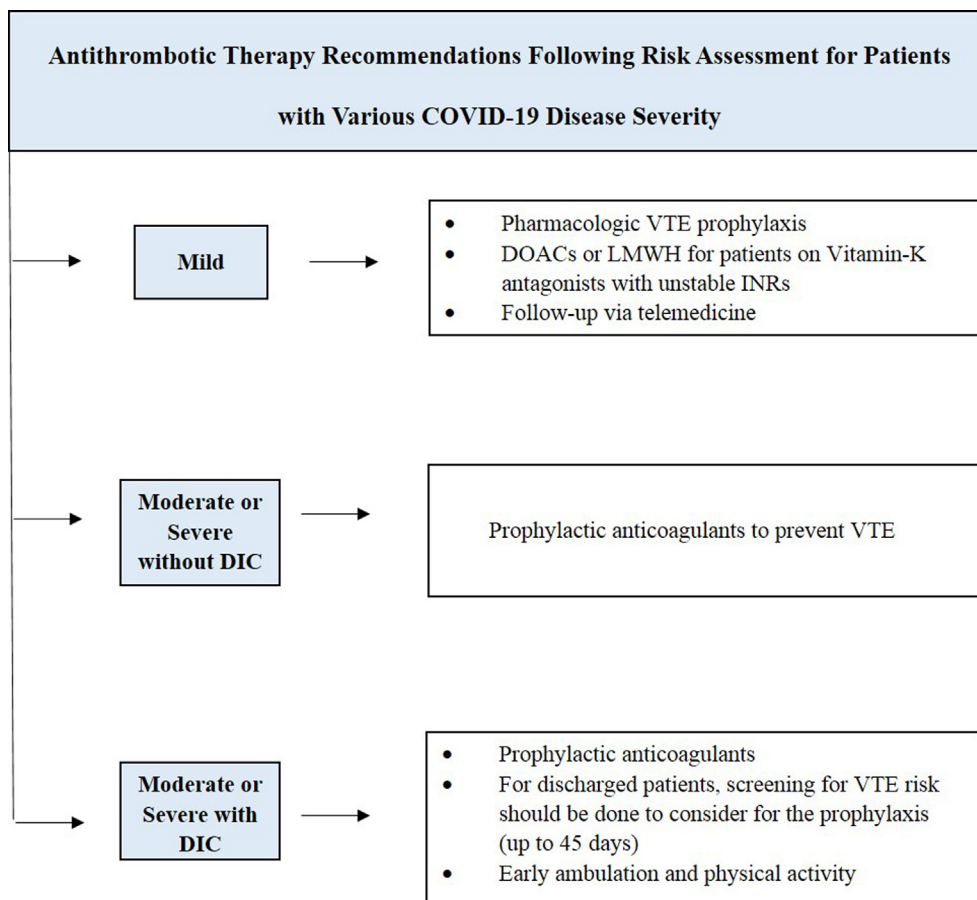 Antithrombotic Therapy Recommendations Following Risk Assessment for Patients
with Various COVID-19 Disease Severity
Mild
• Pharmacologic VTE prophylaxis
• DOACs or LMWH for patients on Vitamin-K
antagonists with unstable INRs
• Follow-up via telemedicine
Moderate or
Severe
without DIC
Prophylactic anticoagulants to prevent VTE
Moderate or
Severe with
DIC
• Prophylactic anticoagulants
• For discharged patients, screening for VTE risk
should be done to consider for the prophylaxis
(up to 45 days)
• Early ambulation and physical activity